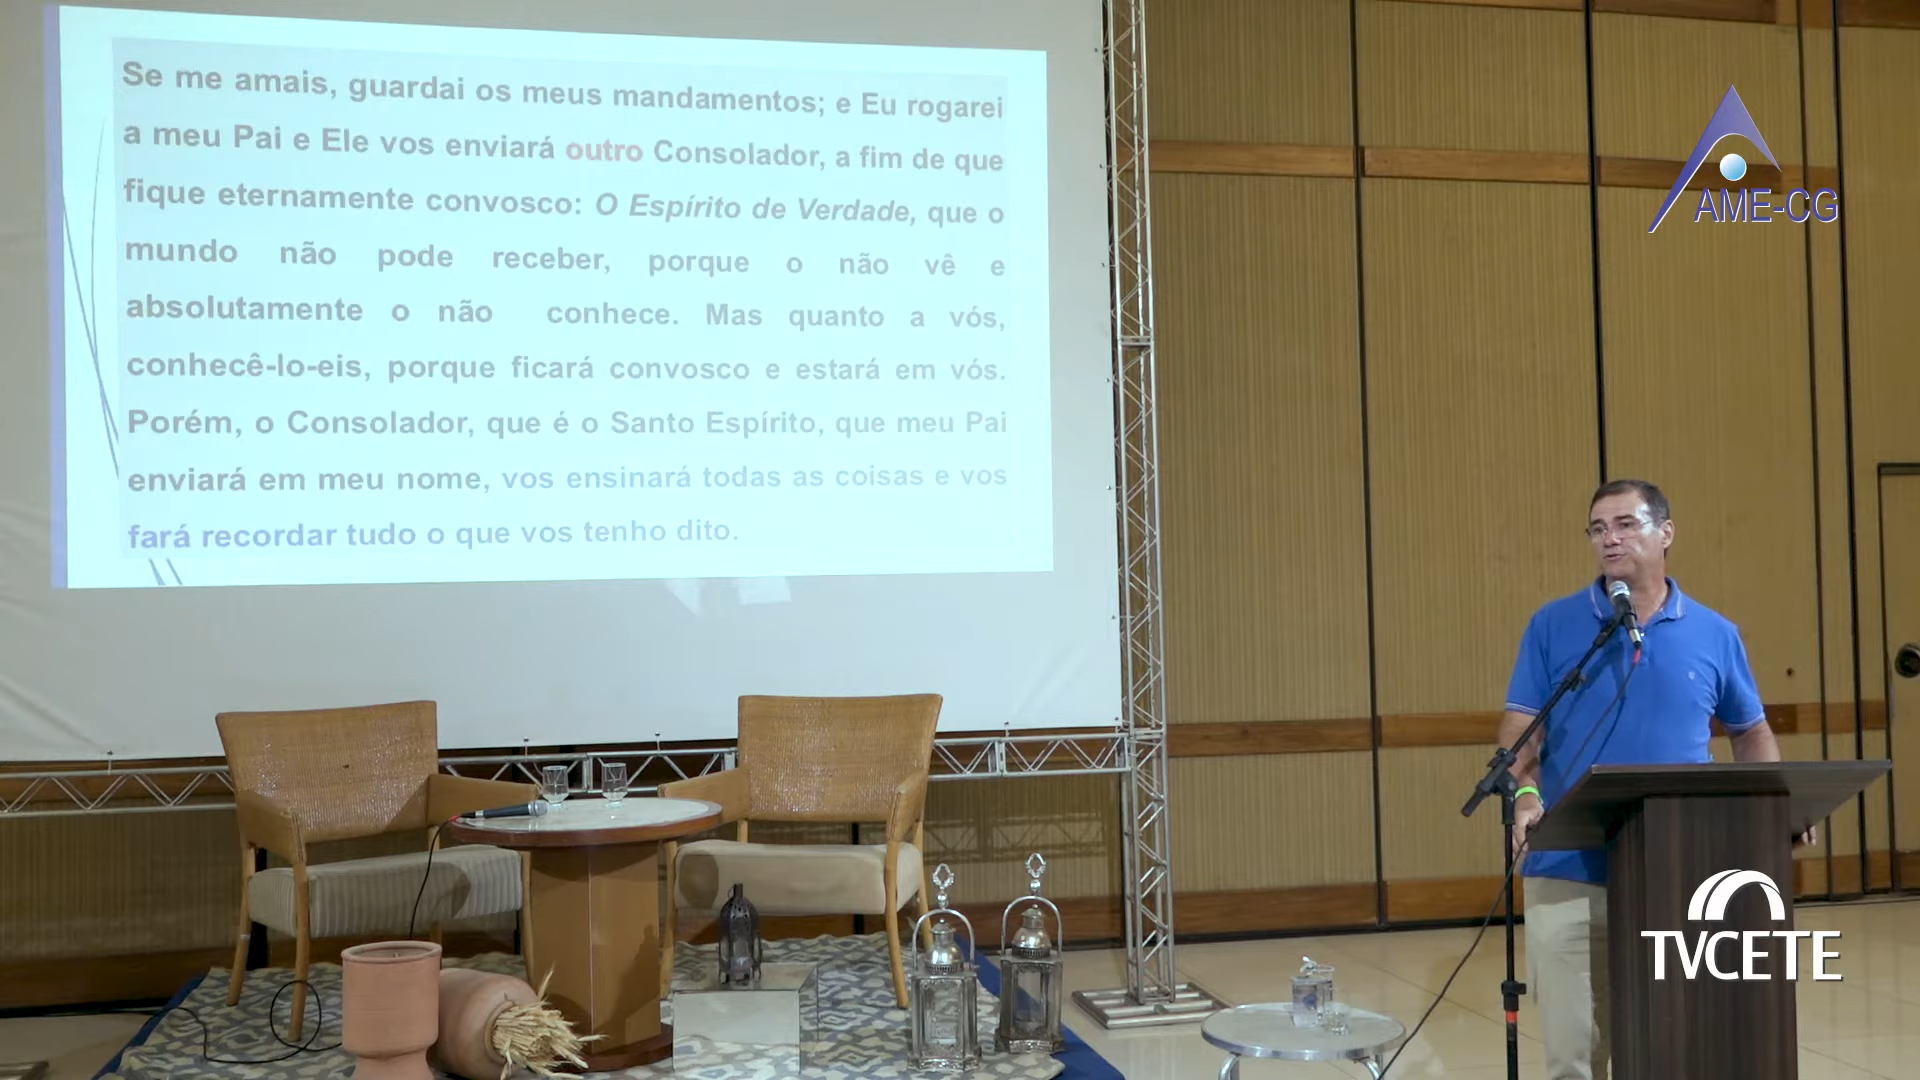 Se me amais, guardai os meus mandamentos; e Eu rogarei
a meu Pai e Ele vos enviará outro Consolador, a fim de que
fique eternamente convosco: O Espírito de Verdade, que o
mundo não pode receber, porque o não vê e
absolutamente o não conhece. Mas quanto a vós,
conhecê-lo-eis, porque ficará convosco e estará em vós.
Porém, o Consolador, que é o Santo Espírito, que meu Pai
enviará em meu nome, vos ensinará todas as coisas e vos
fará recordar tudo o que vos tenho dito.
AME-CG
TVCETE